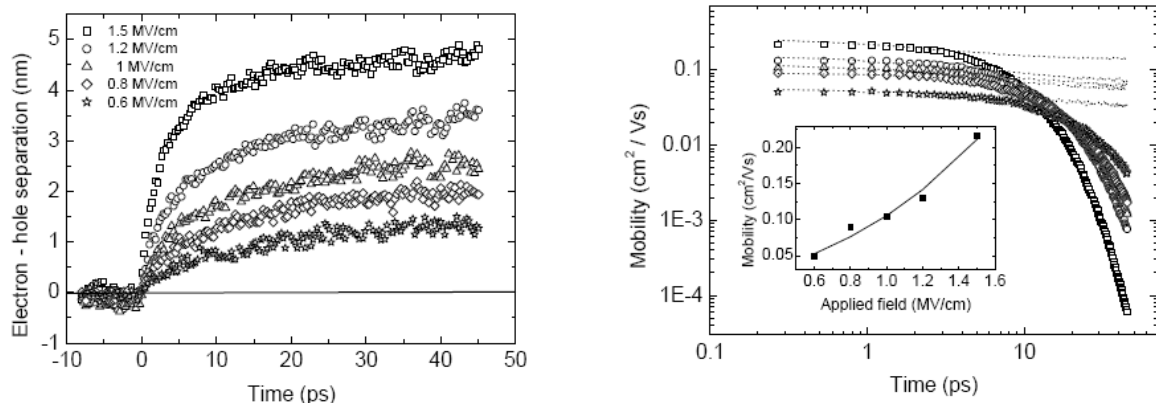 1.5 MV/cm
1.2 MV/cm
1 MV/cm
0.8 MV/cm
0.6 MV/cm
5
4
3
2
1
0
-1
-10 0 10 20 30 40 50
Electron - hole separation (nm)
Time (ps)
0.1
0.01
1E-3
1E-4
0.1 1 10
Mobility (cm² / Vs)
Time (ps)
0.20
0.15
0.10
0.05
0.6 0.8 1.0 1.2 1.4 1.6
Mobility (cm²/Vs)
Applied field (MV/cm)